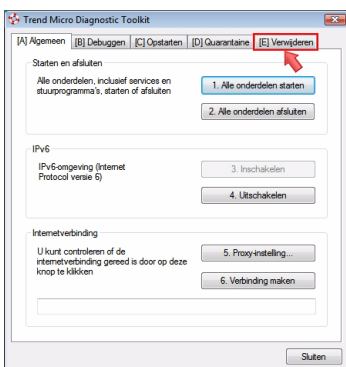 Trend Micro Diagnostic Toolkit
[A] Algemeen [B] Debuggen [C] Opstarten [D] Quarantaine [E] Verwijderen
Starten en afsluiten
Alle onderdelen, inclusief services en
stuurprogramma's, starten of afsluiten
1. Alle onderdelen starten
2. Alle onderdelen afsluiten
IPv6
IPv6-omgeving (Internet
Protocol versie 6)
3. Inschakelen
4. Uitschakelen
Internetverbinding
U kunt controleren of de
internetverbinding gereed is door op deze
knop te klikken
5. Proxy-instelling...
6. Verbinding maken
Sluiten